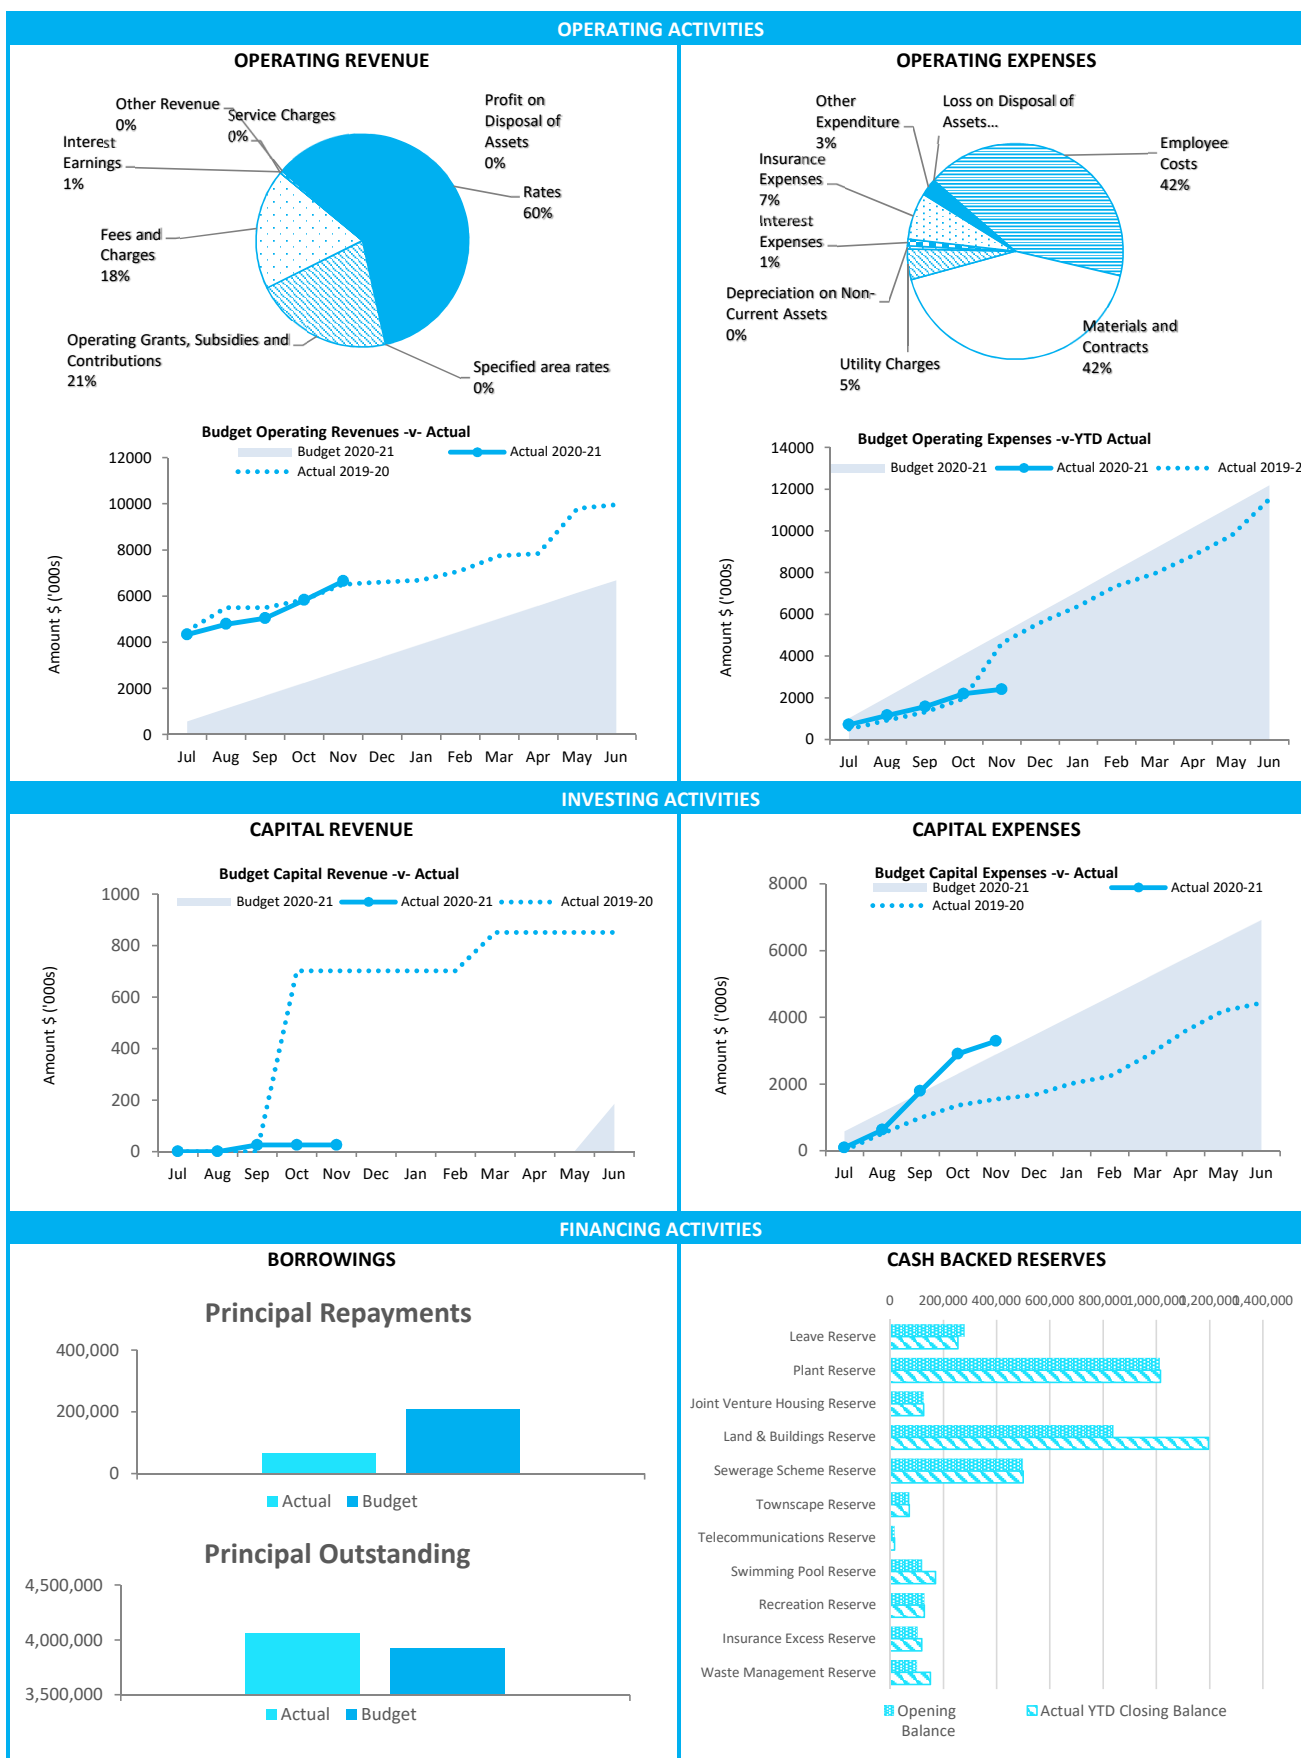 OPERATING ACTIVITIES
OPERATING REVENUE
Other Revenue
0%
Service Charges
0%
Profit on
Disposal of
Assets
0%
Interest
Earnings
1%
Rates
60%
Fees and
Charges
18%
Operating Grants, Subsidies and
Contributions
21%
Specified area rates
0%
Budget Operating Revenues -v- Actual
Budget 2020-21
Actual 2020-21
Actual 2019-20
12000
10000
8000
6000
4000
2000
0
Amount $ ('000s)
Jul Aug Sep Oct Nov Dec Jan Feb Mar Apr May Jun
OPERATING EXPENSES
Other
Expenditure
3%
Loss on Disposal of
Assets...
Employee
Costs
42%
Insurance
Expenses
7%
Interest
Expenses
1%
Depreciation on Non-
Current Assets
0%
Utility Charges
5%
Materials and
Contracts
42%
Budget Operating Expenses -v-YTD Actual
Budget 2020-21
Actual 2020-21
Actual 2019-2
14000
12000
10000
8000
6000
4000
2000
0
Amount $ ('000s)
Jul Aug Sep Oct Nov Dec Jan Feb Mar Apr May Jun
INVESTING ACTIVITIES
CAPITAL REVENUE
Budget Capital Revenue -v- Actual
Budget 2020-21
Actual 2020-21
Actual 2019-20
1000
800
600
400
200
0
Amount $ ('000s)
Jul Aug Sep Oct Nov Dec Jan Feb Mar Apr May Jun
CAPITAL EXPENSES
Budget Capital Expenses -v- Actual
Budget 2020-21
Actual 2020-21
Actual 2019-20
8000
6000
4000
2000
0
Amount $ ('000s)
Jul Aug Sep Oct Nov Dec Jan Feb Mar Apr May Jun
FINANCING ACTIVITIES
BORROWINGS
Principal Repayments
400,000
200,000
0
Actual Budget
Principal Outstanding
4,500,000
4,000,000
3,500,000
Actual Budget
CASH BACKED RESERVES
0 200,000 400,000 600,000 800,000 1,000,000 1,200,000 1,400,000
Leave Reserve
Plant Reserve
Joint Venture Housing Reserve
Land & Buildings Reserve
Sewerage Scheme Reserve
Townscape Reserve
Telecommunications Reserve
Swimming Pool Reserve
Recreation Reserve
Insurance Excess Reserve
Waste Management Reserve
Opening
Balance
Actual YTD Closing Balance